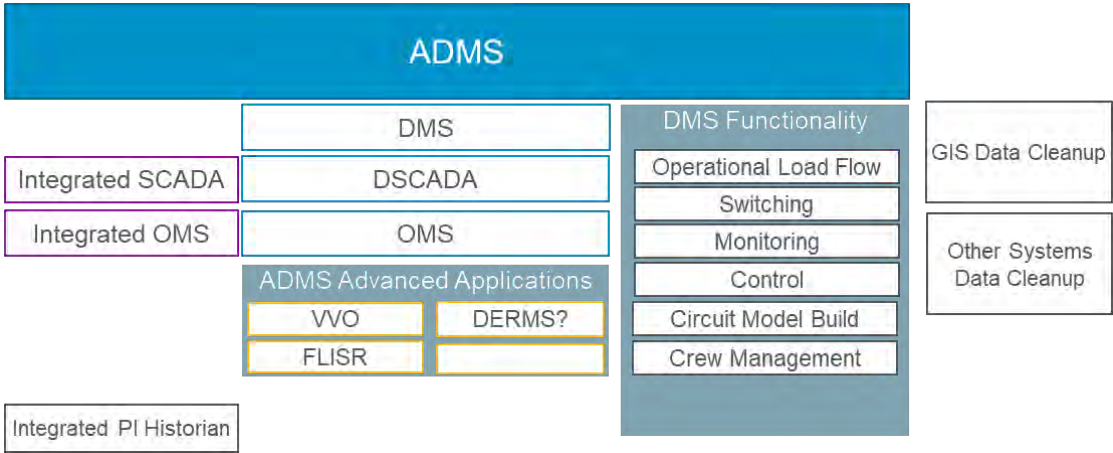 ADMS
DMS
Integrated SCADA
DSCADA
Integrated OMS
OMS
ADMS Advanced Applications
VVO
DERMS?
FLISR
Integrated PI Historian
DMS Functionality
Operational Load Flow
Switching
Monitoring
Control
Circuit Model Build
Crew Management
GIS Data Cleanup
Other Systems
Data Cleanup